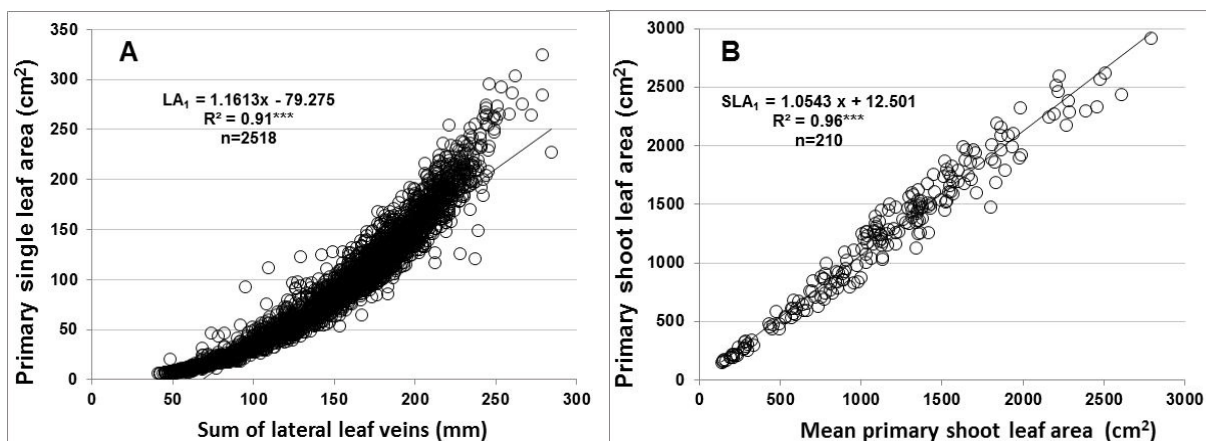 A
LA₁ = 1.1613x - 79.275
R² = 0.91***
n=2518
Primary single leaf area (cm²)
350
300
250
200
150
100
50
0
0 50 100 150 200 250 300
Sum of lateral leaf veins (mm)
B
SLA₁ = 1.0543 x + 12.501
R² = 0.96***
n=210
Primary shoot leaf area (cm²)
3000
2500
2000
1500
1000
500
0
0 500 1000 1500 2000 2500 3000
Mean primary shoot leaf area (cm²)